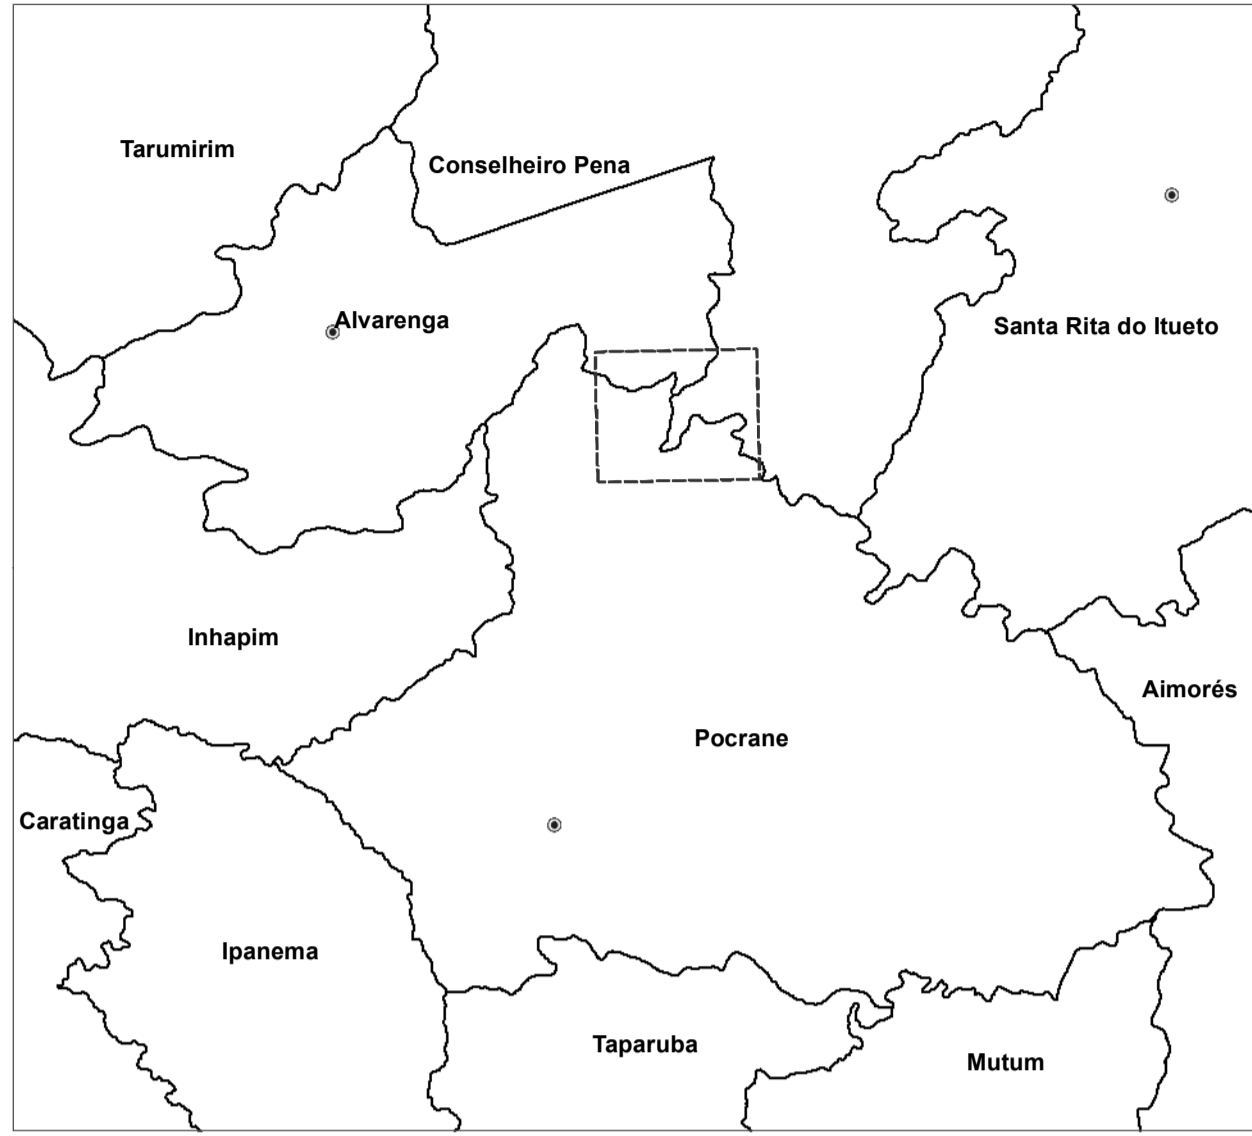 Tarumirim
Conselheiro Pena
Alvarenga
Santa Rita do Itueto
Inhapim
Aimorés
Pocrane
Caratinga
Ipanema
Taparuba
Mutum